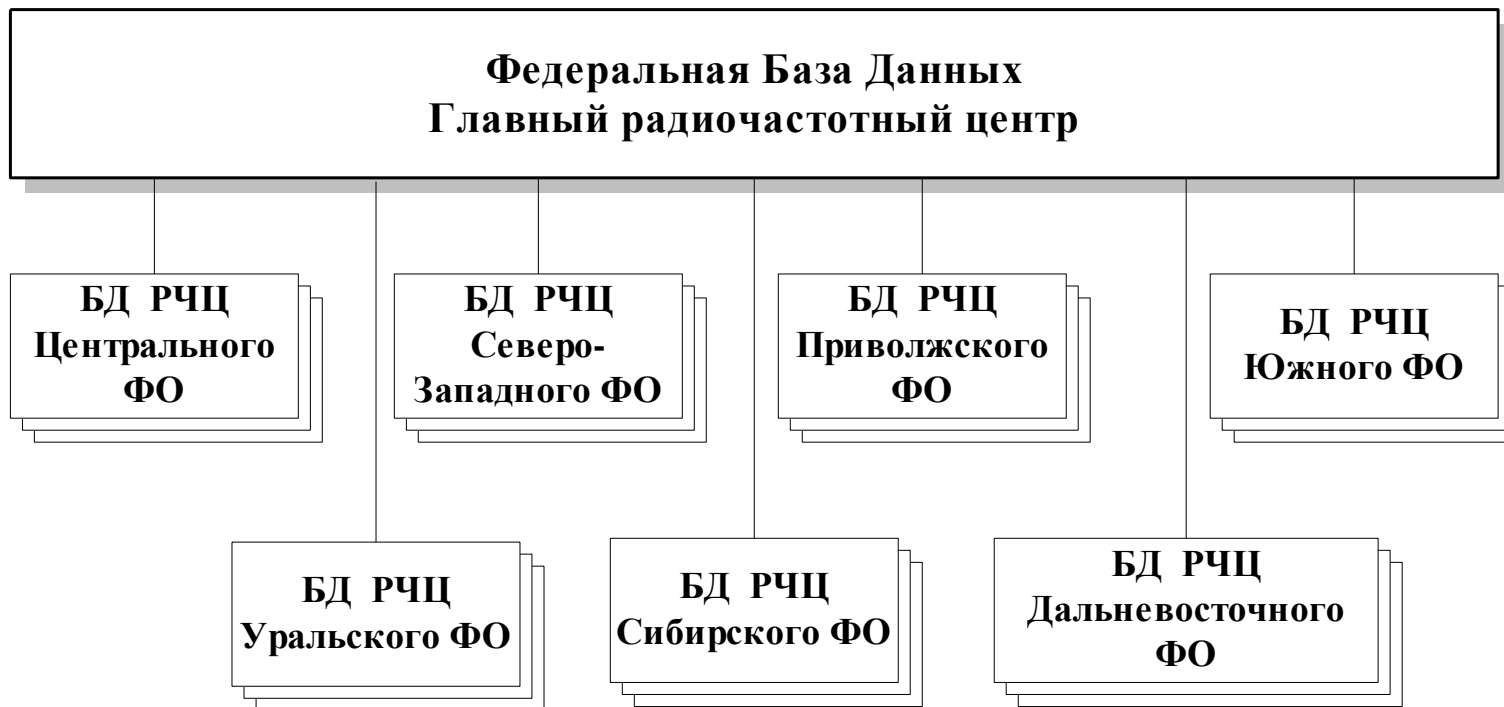 Федеральная База Данных
Главный радиочастотный центр
БД РЧЦ
Центрального
ФО
БД РЧЦ
Северо-
Западного ФО
БД РЧЦ
Приволжского
ФО
БД РЧЦ
Южного ФО
БД РЧЦ
Уральского ФО
БД РЧЦ
Сибирского ФО
БД РЧЦ
Дальневосточного
ФО